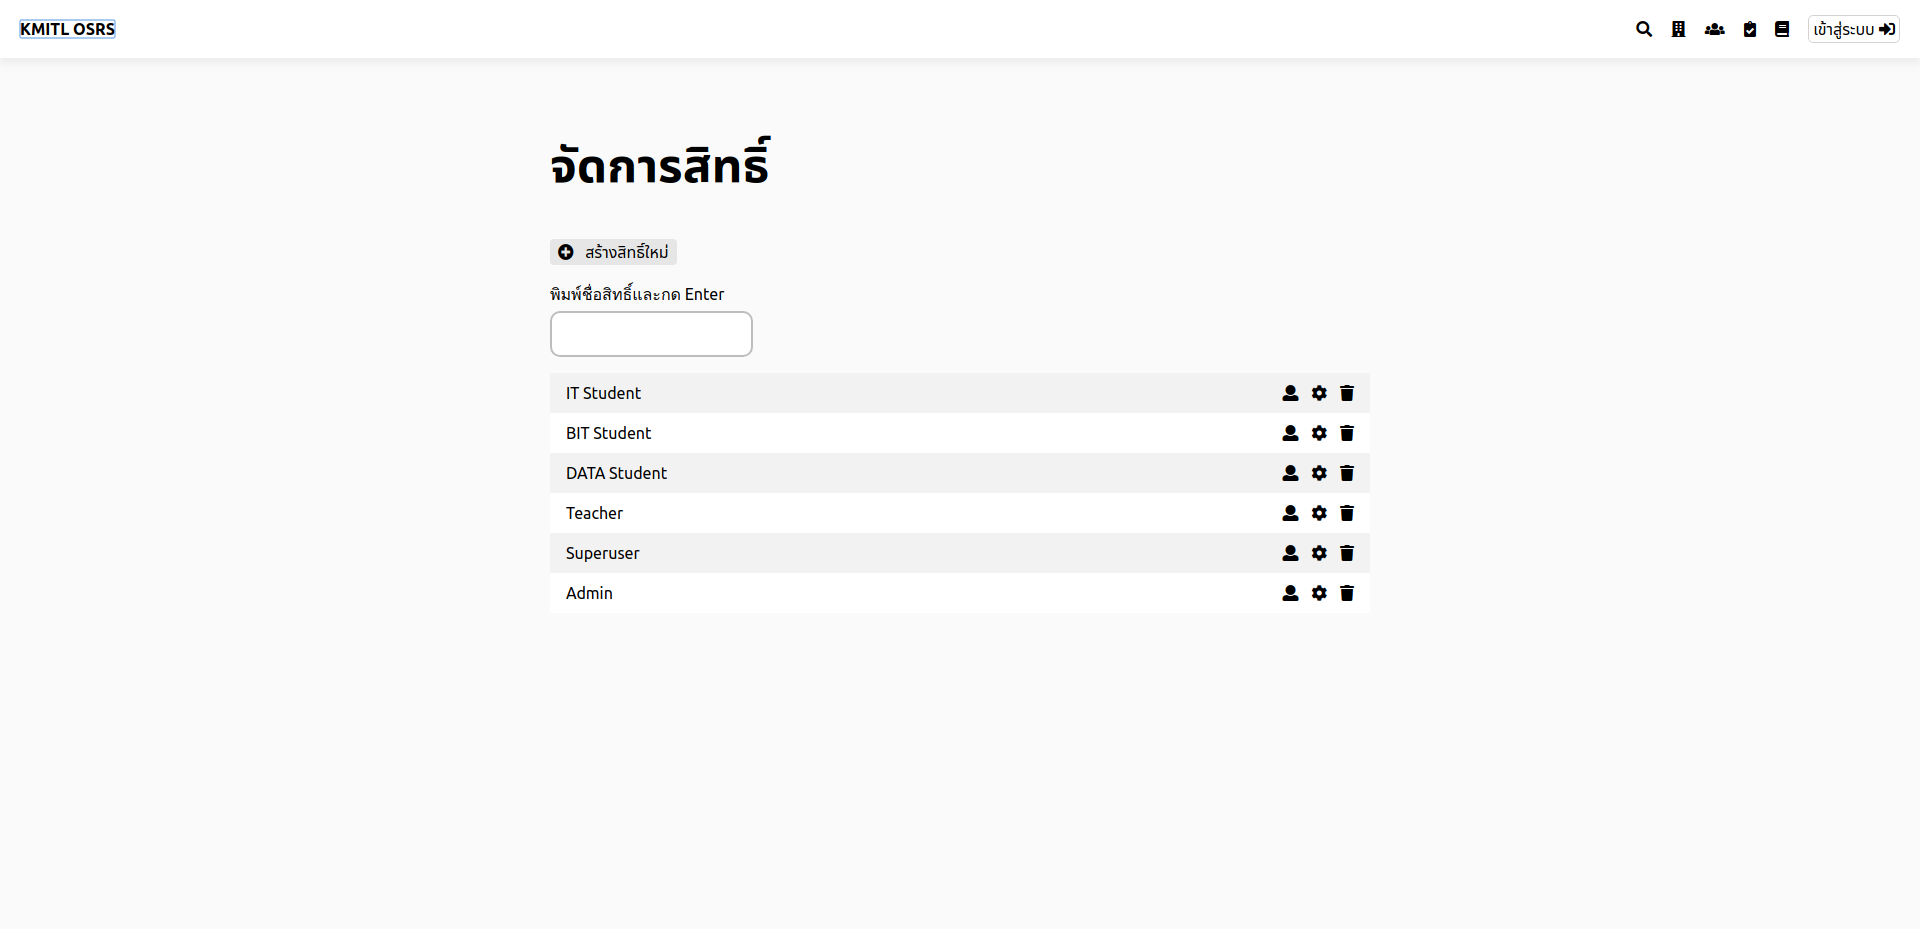 KMITL OSRS
เข้าสู่ระบบ
จัดการสิทธิ์
สร้างสิทธิ์ใหม่
พิมพ์ชื่อสิทธิ์และกด Enter
IT Student
BIT Student
DATA Student
Teacher
Superuser
Admin